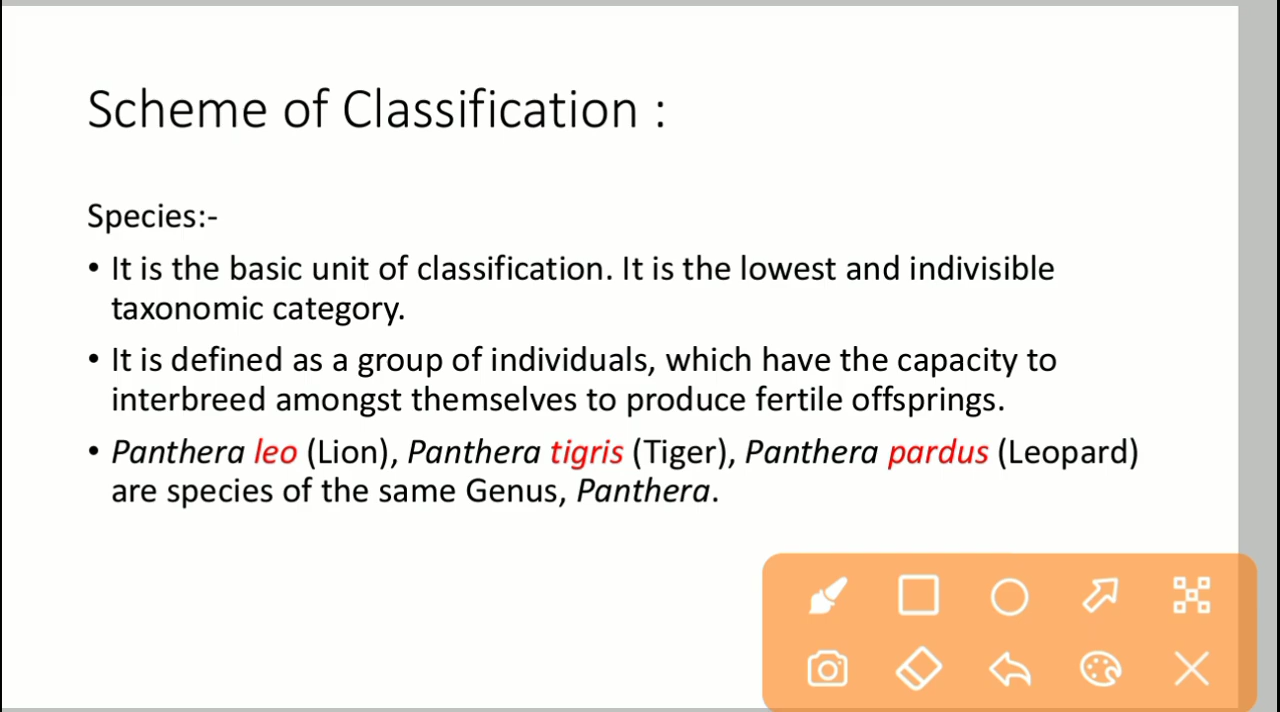 Scheme of Classification :
Species:-
• It is the basic unit of classification. It is the lowest and indivisible
taxonomic category.
• It is defined as a group of individuals, which have the capacity to
interbreed amongst themselves to produce fertile offsprings.
• Panthera leo (Lion), Panthera tigris (Tiger), Panthera pardus (Leopard)
are species of the same Genus, Panthera.